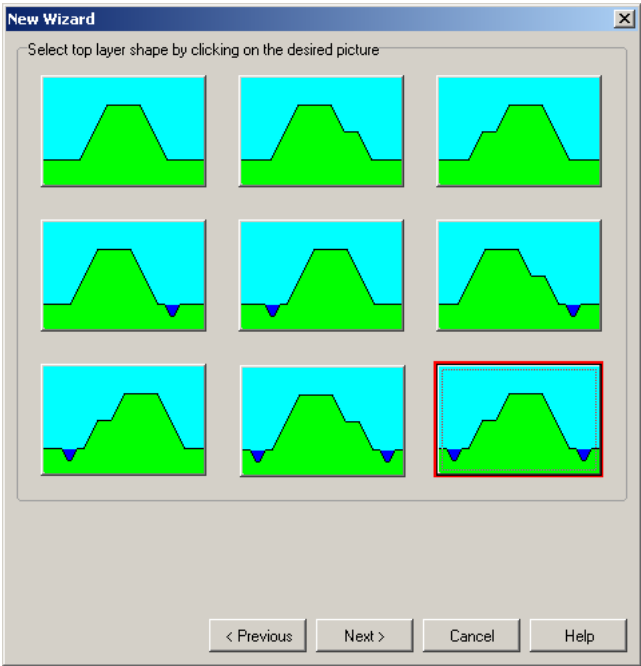 New Wizard
Select top layer shape by clicking on the desired picture
< Previous
Next >
Cancel
Help